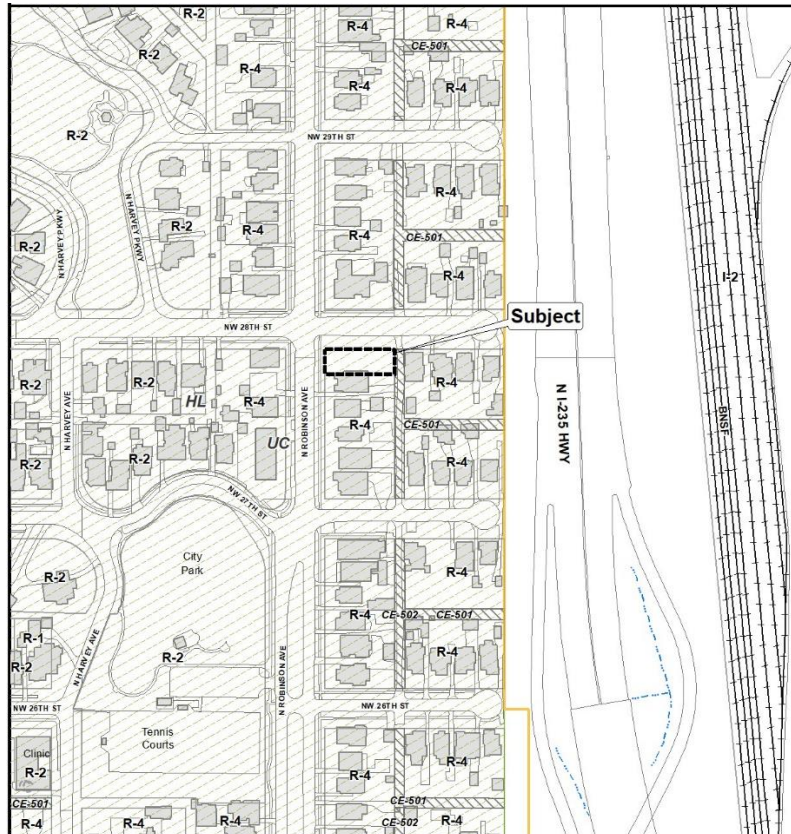 R-2
R-4
R-4
CE-501
R-4
R-4
R-4
R-2
NW 29TH ST
N HARVEY PKWY
N HARVEY PKWY
R-4
R-2
R-2
R-4
R-4
CE-501
I-2
NW 28TH ST
Subject
R-2
R-2
R-4
N HARVEY AVE
HL
R-4
N ROBINSON AVE
N I-235 HWY
BNSF
R-4
CE-501
UC
R-2
R-2
R-4
NW 27TH ST
City
Park
R-2
R-4
R-4
CE-502
CE-501
R-1
R-2
R-2
N HARVEY AVE
N ROBINSON AVE
R-4
NW 26TH ST
NW 26TH ST
Tennis
Courts
Clinic
R-2
R-4
CE-501
CE-501
R-4
R-4
R-4
CE-502
R-4